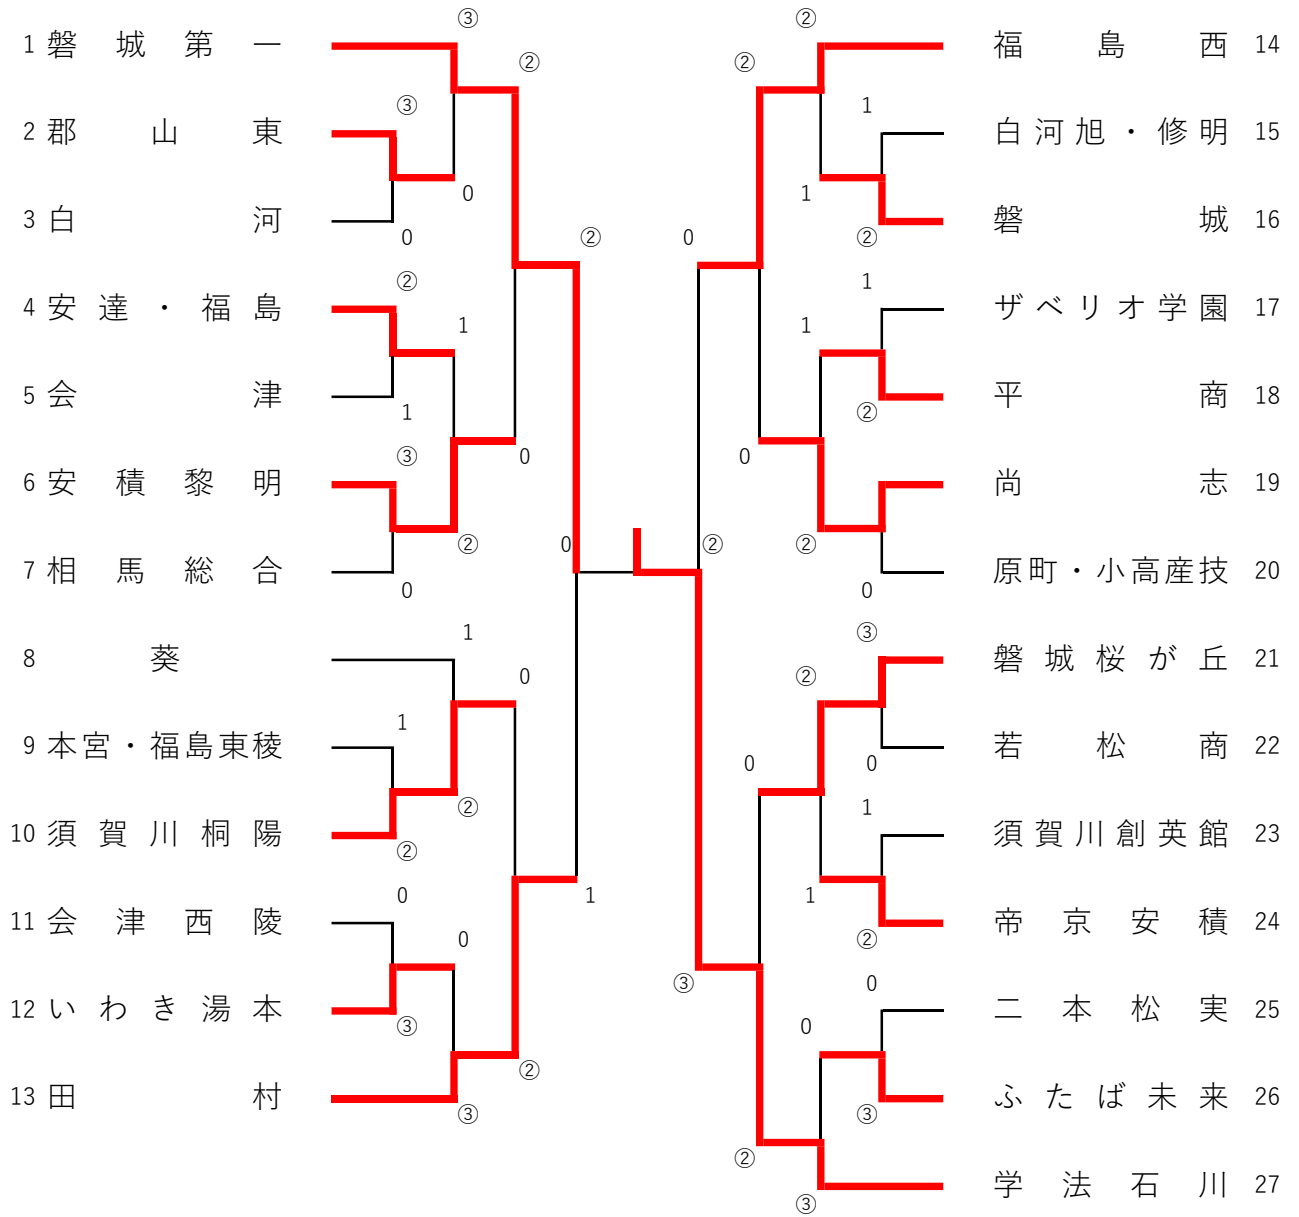 ③
1 磐城第一
②
③
2 郡山東
0
3 白河
0
②
②
4 安達・福島
1
5 会津
1
0
③
6 安積黎明
②
0
7 相馬総合
0
1
8 葵
0
1
9 本宮・福島東稜
②
10 須賀川桐陽
②
0
1
11 会津西陵
0
12 いわき湯本
③
②
13 田村
③
②
福島西 14
②
1
白河旭・修明 15
1
磐城 16
②
0
1
ザベリオ学園 17
1
平商 18
②
0
尚志 19
②
②
原町・小高産技 20
0
③
磐城桜が丘 21
②
若松商 22
0
0
1
須賀川創英館 23
1
帝京安積 24
②
③
0
二本松実 25
0
ふたば未来 26
③
②
学法石川 27
③